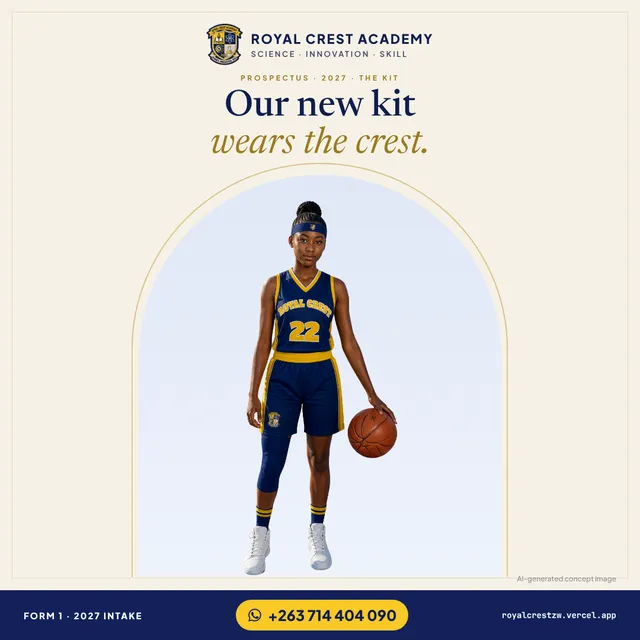 ROYAL CREST ACADEMY
SCIENCE · INNOVATION · SKILL
PROSPECTUS · 2027 · THE KIT
Our new kit
wears the crest.
ROYAL CREST
22
AI-generated concept image
FORM 1 · 2027 INTAKE
+263 714 404 090
royalcrestzw.vercel.app